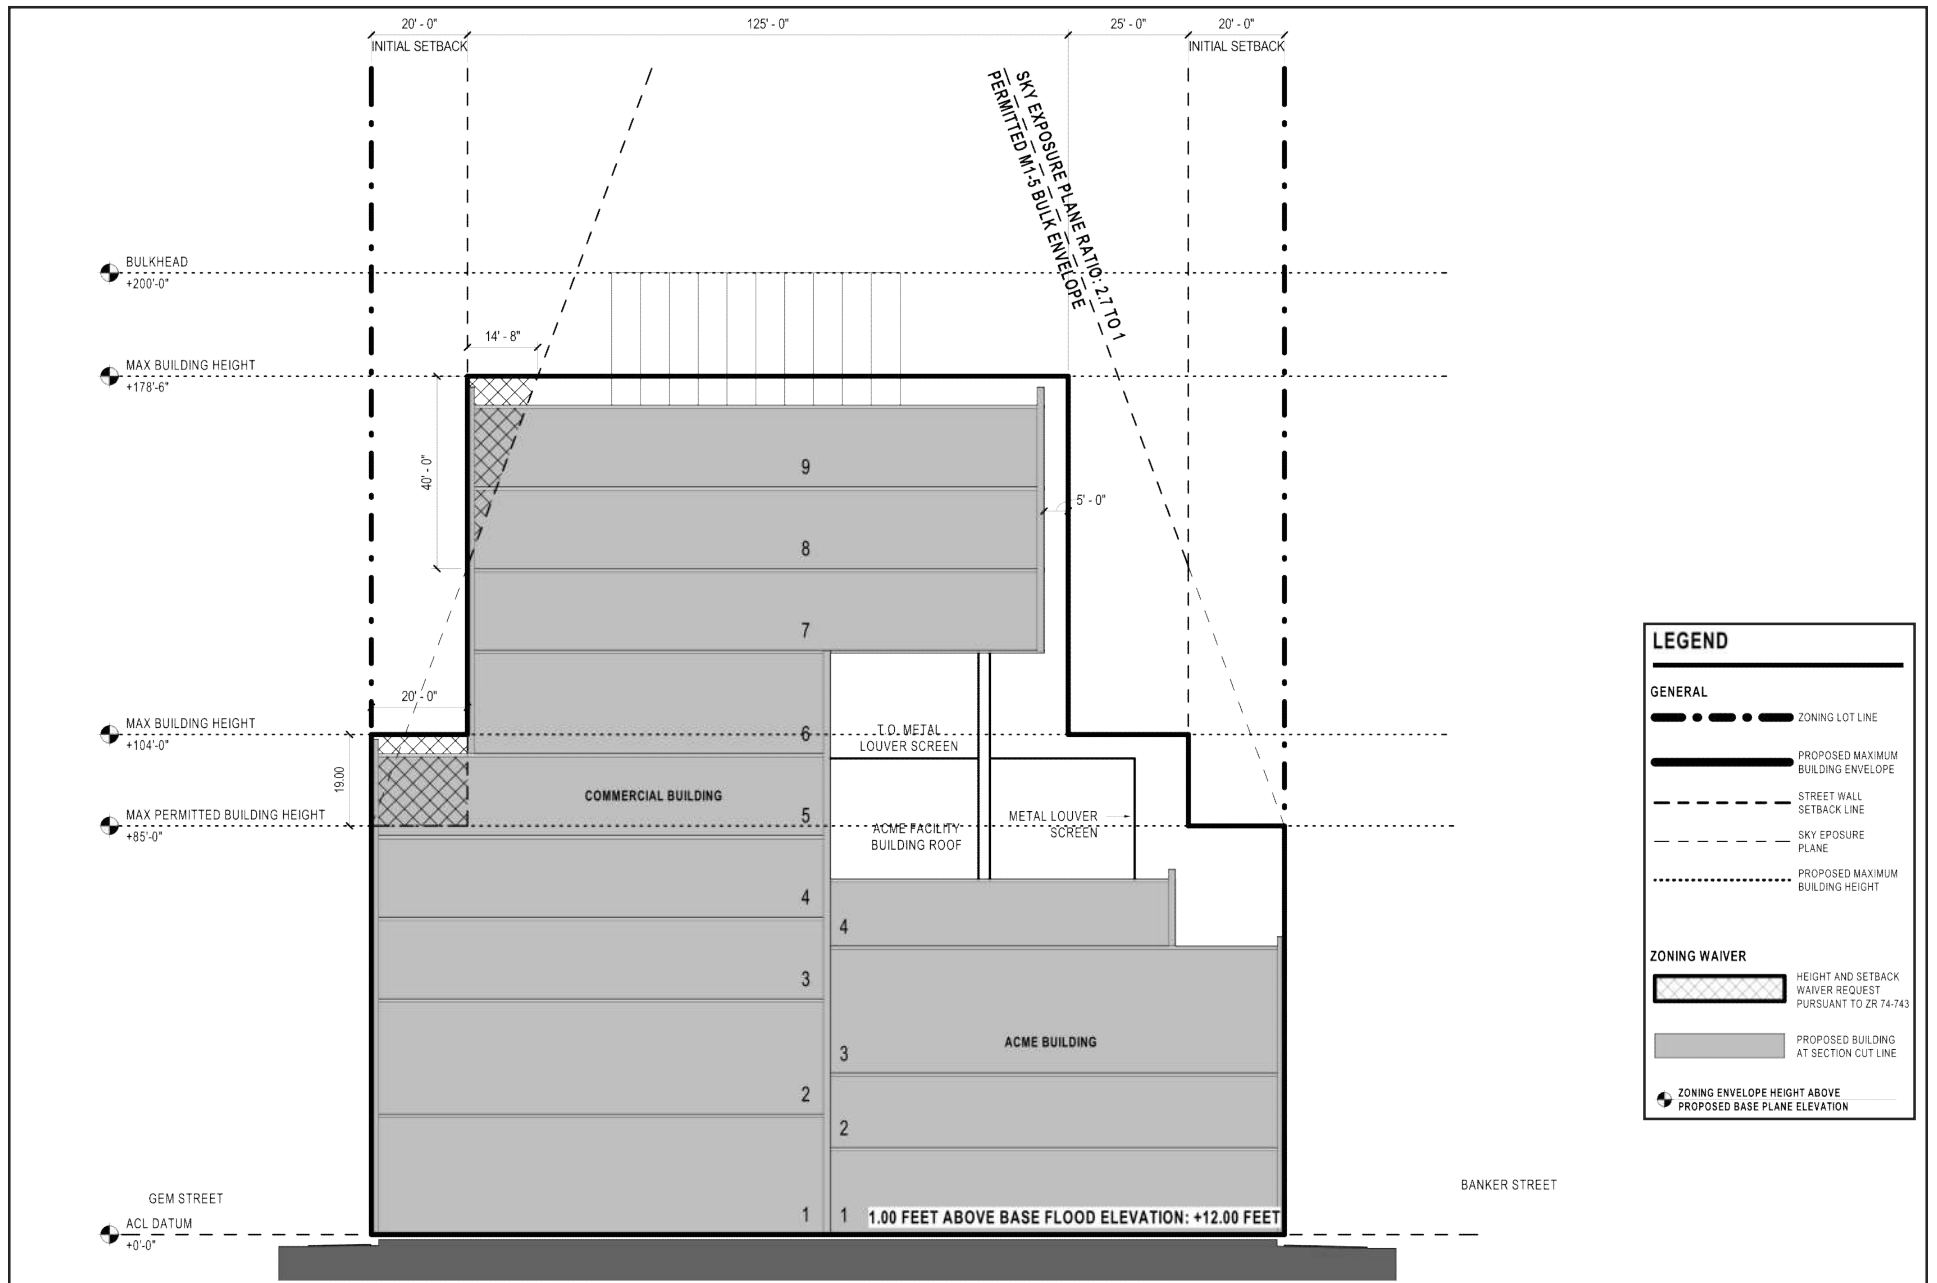 20' - 0"
125' - 0"
25' - 0"
20' - 0"
INITIAL SETBACK
INITIAL SETBACK
SKY EXPOSURE PLANE RATIO: 2.7 TO 1
PERMITTED M1-5 BULK ENVELOPE
BULKHEAD
+200'-0"
14' - 8"
MAX BUILDING HEIGHT
+178'-6"
40' - 0"
9
5' - 0"
8
7
20' - 0"
MAX BUILDING HEIGHT
+104'-0"
6
T.O. METAL
LOUVER SCREEN
19.00
COMMERCIAL BUILDING
MAX PERMITTED BUILDING HEIGHT
+85'-0"
5
ACME FACILITY
BUILDING ROOF
METAL LOUVER
SCREEN
4
4
3
3
ACME BUILDING
2
2
GEM STREET
BANKER STREET
ACL DATUM
+0'-0"
1
1
1.00 FEET ABOVE BASE FLOOD ELEVATION: +12.00 FEET
LEGEND
GENERAL
ZONING LOT LINE
PROPOSED MAXIMUM
BUILDING ENVELOPE
STREET WALL
SETBACK LINE
SKY EPOSURE
PLANE
PROPOSED MAXIMUM
BUILDING HEIGHT
ZONING WAIVER
HEIGHT AND SETBACK
WAIVER REQUEST
PURSUANT TO ZR 74-743
PROPOSED BUILDING
AT SECTION CUT LINE
ZONING ENVELOPE HEIGHT ABOVE
PROPOSED BASE PLANE ELEVATION